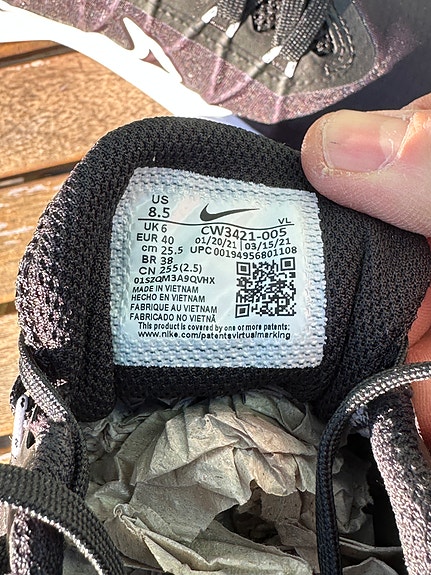 US
8.5
VL
UK 6
CW3421-005
EUR 40
01/20/21 03/15/21
cm 25.5
UPC 00194956801108
BR 38
CN 255(2.5)
01SZQM3A9QVHX
MADE IN VIETNAM
HECHO EN VIETNAM
FABRIQUE AU VIETNAM
FABRICADO NO VIETNÃ
This product is covered by one or more patents:
www.nike.com/patentsvirtualmarking